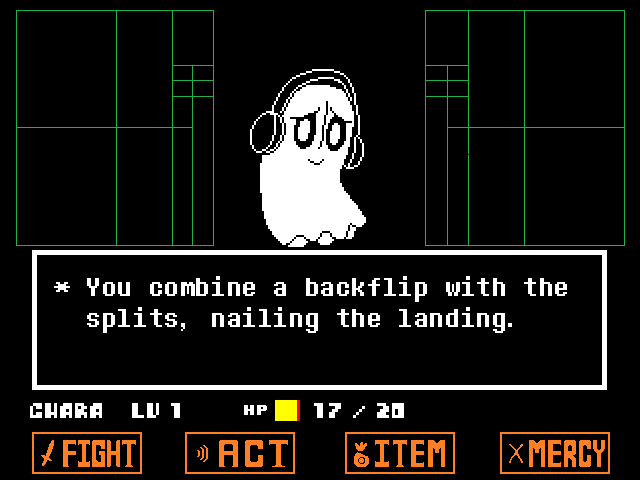 * You combine a backflip with the
splits, nailing the landing.
CHARA LV 1 HP 17 / 20
FIGHT ACT ITEM MERCY